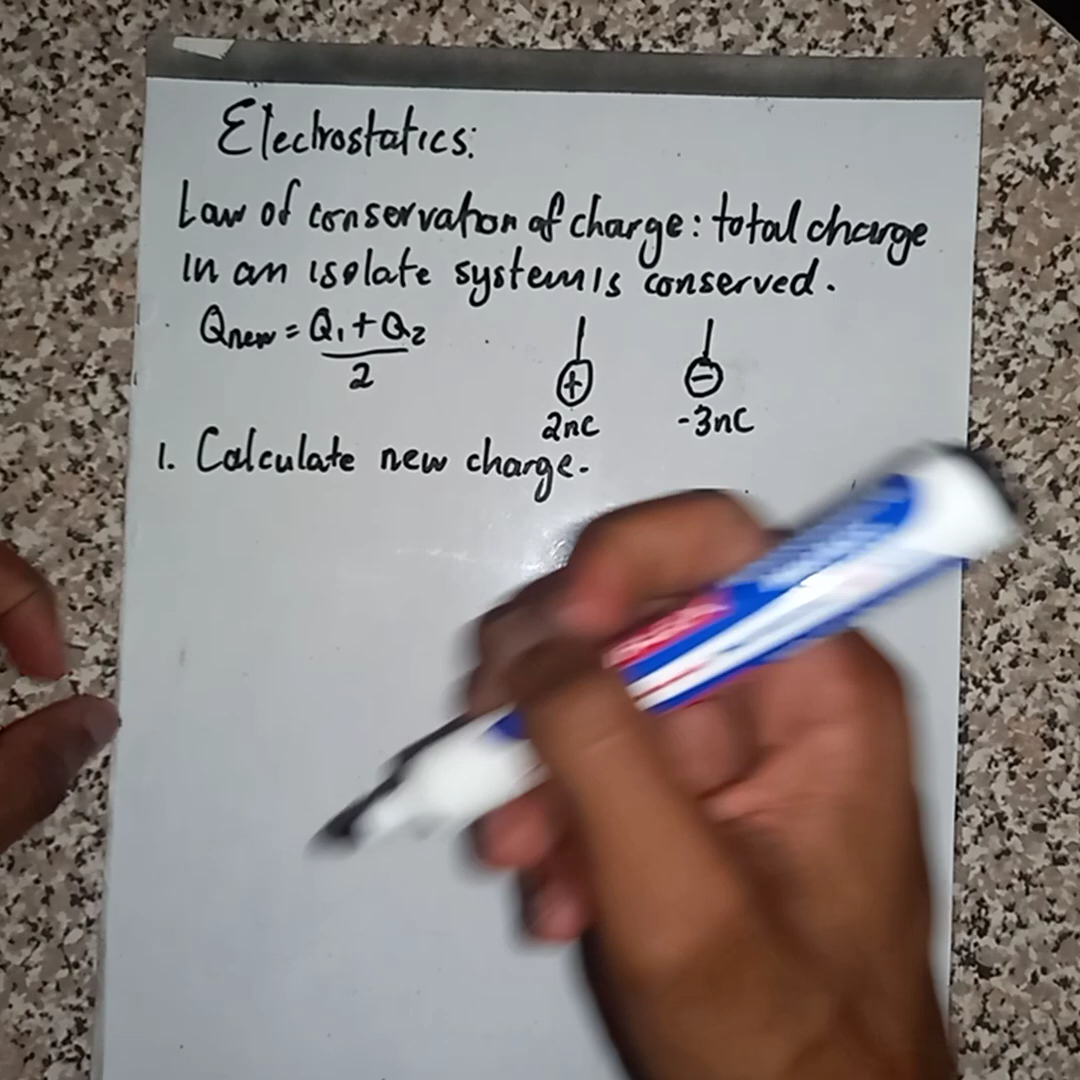 Electrostatics:
Law of conservation of charge: total charge
in an isolate system is conserved.
Qnew = Q₁ + Q₂
2
+ -
2nc -3nc
1. Calculate new charge.